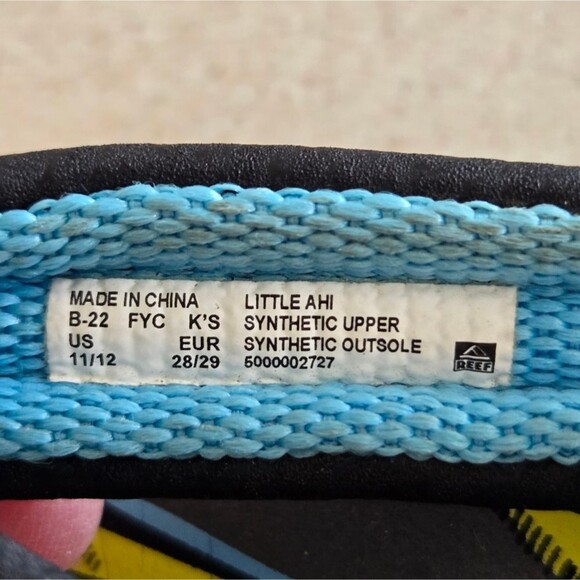 MADE IN CHINA LITTLE AHI
B-22 FYC K'S SYNTHETIC UPPER
US EUR SYNTHETIC OUTSOLE
11/12 28/29 5000002727
REEF